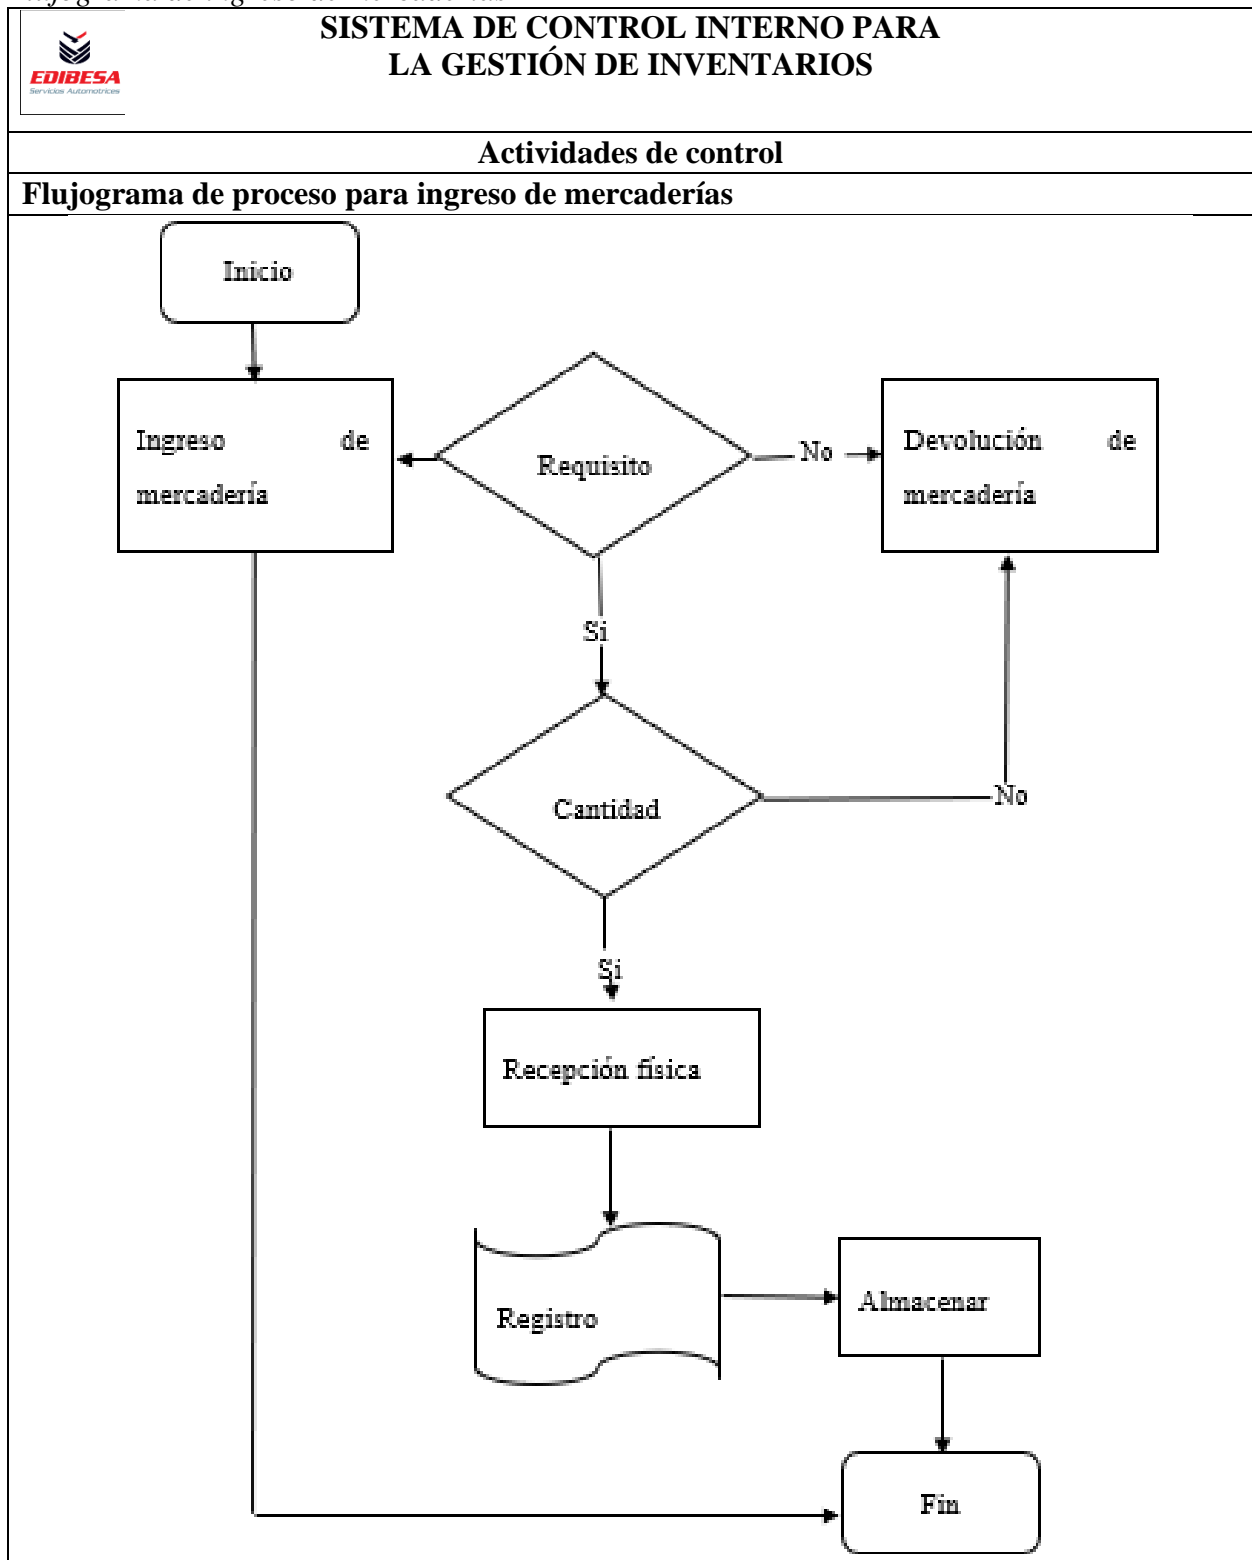 SISTEMA DE CONTROL INTERNO PARA
LA GESTIÓN DE INVENTARIOS
EDIBESA
Servicios Automotrices
Actividades de control
Flujograma de proceso para ingreso de mercaderías
Inicio
Ingreso de
mercadería
Requisito
No
Devolución de
mercadería
Si
Cantidad
No
Si
Recepción física
Registro
Almacenar
Fin